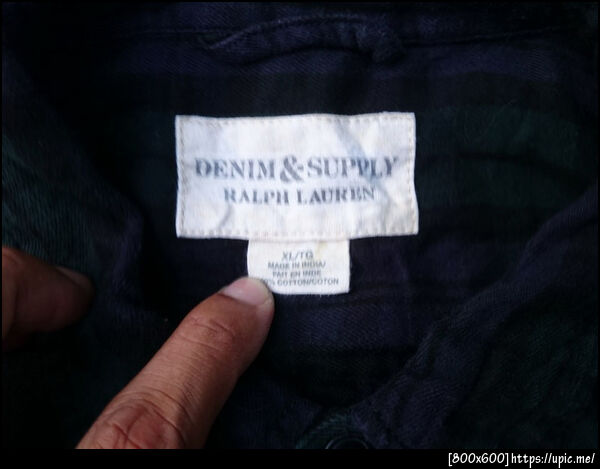 DENIM & SUPPLY
RALPH LAUREN
XL/TG
MADE IN INDIA/
FAIT EN INDE
COTTON/COTON
[800x600]https://upic.me/